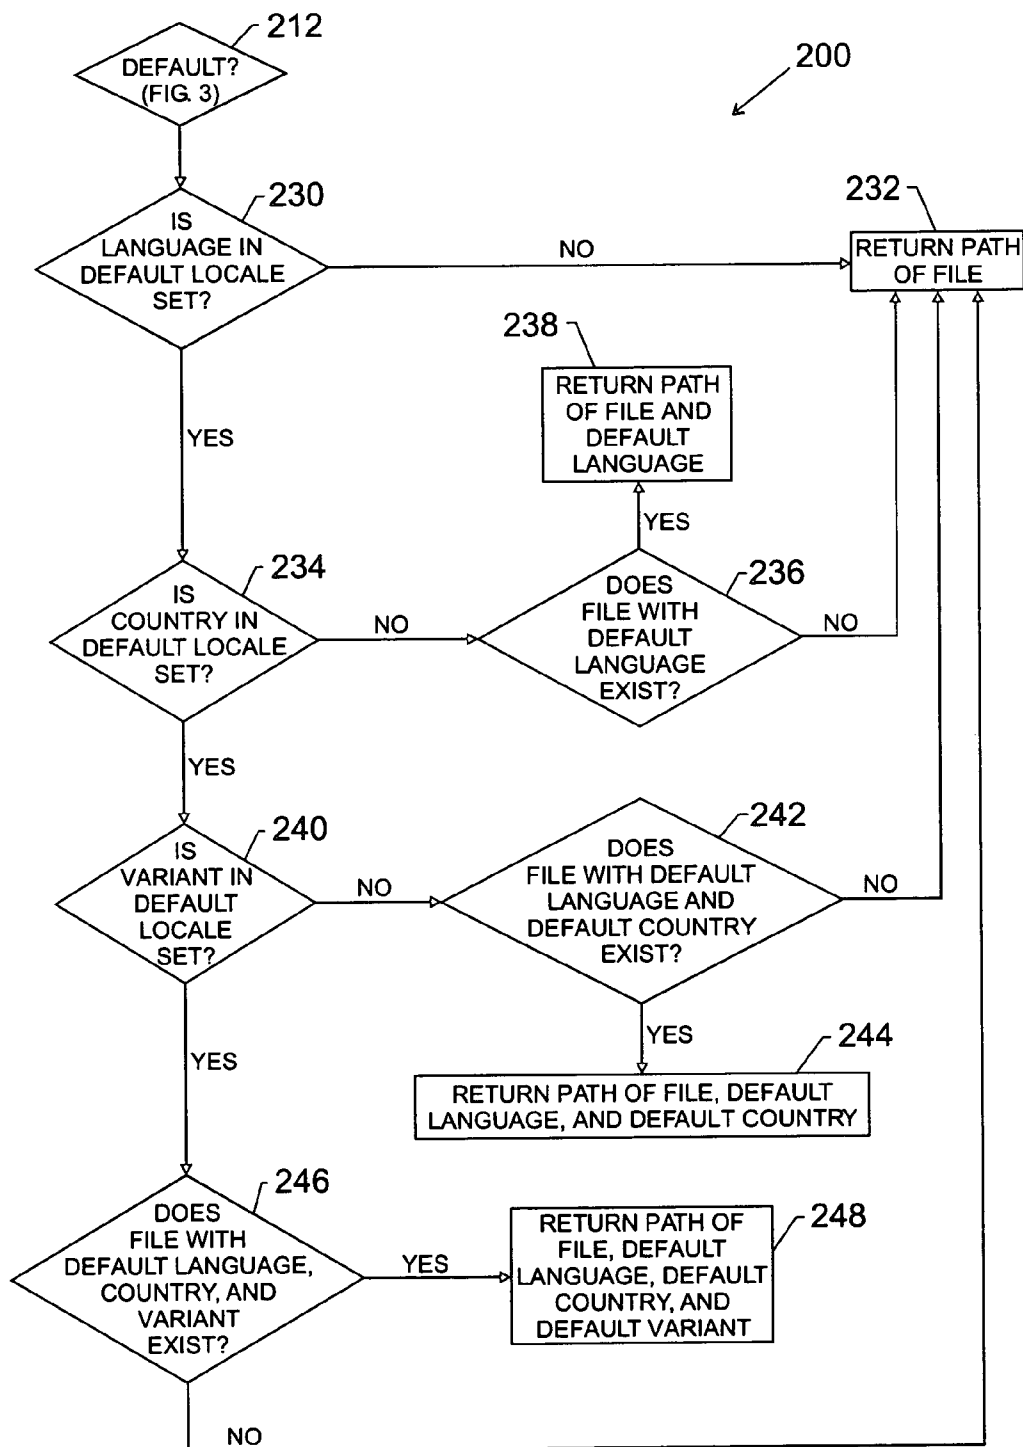 212
DEFAULT?
(FIG. 3)
200
230
IS
LANGUAGE IN
DEFAULT LOCALE
SET?
NO
232
RETURN PATH
OF FILE
YES
238
RETURN PATH
OF FILE AND
DEFAULT
LANGUAGE
YES
234
IS
COUNTRY IN
DEFAULT LOCALE
SET?
NO
236
DOES
FILE WITH
DEFAULT
LANGUAGE
EXIST?
NO
YES
240
IS
VARIANT IN
DEFAULT
LOCALE
SET?
NO
242
DOES
FILE WITH DEFAULT
LANGUAGE AND
DEFAULT COUNTRY
EXIST?
NO
YES
YES
244
RETURN PATH OF FILE, DEFAULT
LANGUAGE, AND DEFAULT COUNTRY
246
DOES
FILE WITH
DEFAULT LANGUAGE,
COUNTRY, AND
VARIANT
EXIST?
YES
248
RETURN PATH OF
FILE, DEFAULT
LANGUAGE, DEFAULT
COUNTRY, AND
DEFAULT VARIANT
NO